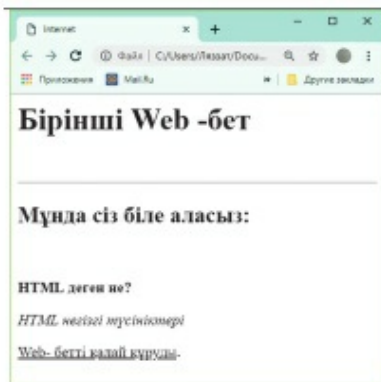 Internet
Файл | C:/Users/Ляззат/Docu...
Приложения Mail.Ru Другие закладки
Бірінші Web -бет
Мұнда сіз біле аласыз:
HTML деген не?
HTML негізгі түсініктері
Web- бетті қалай құруды.